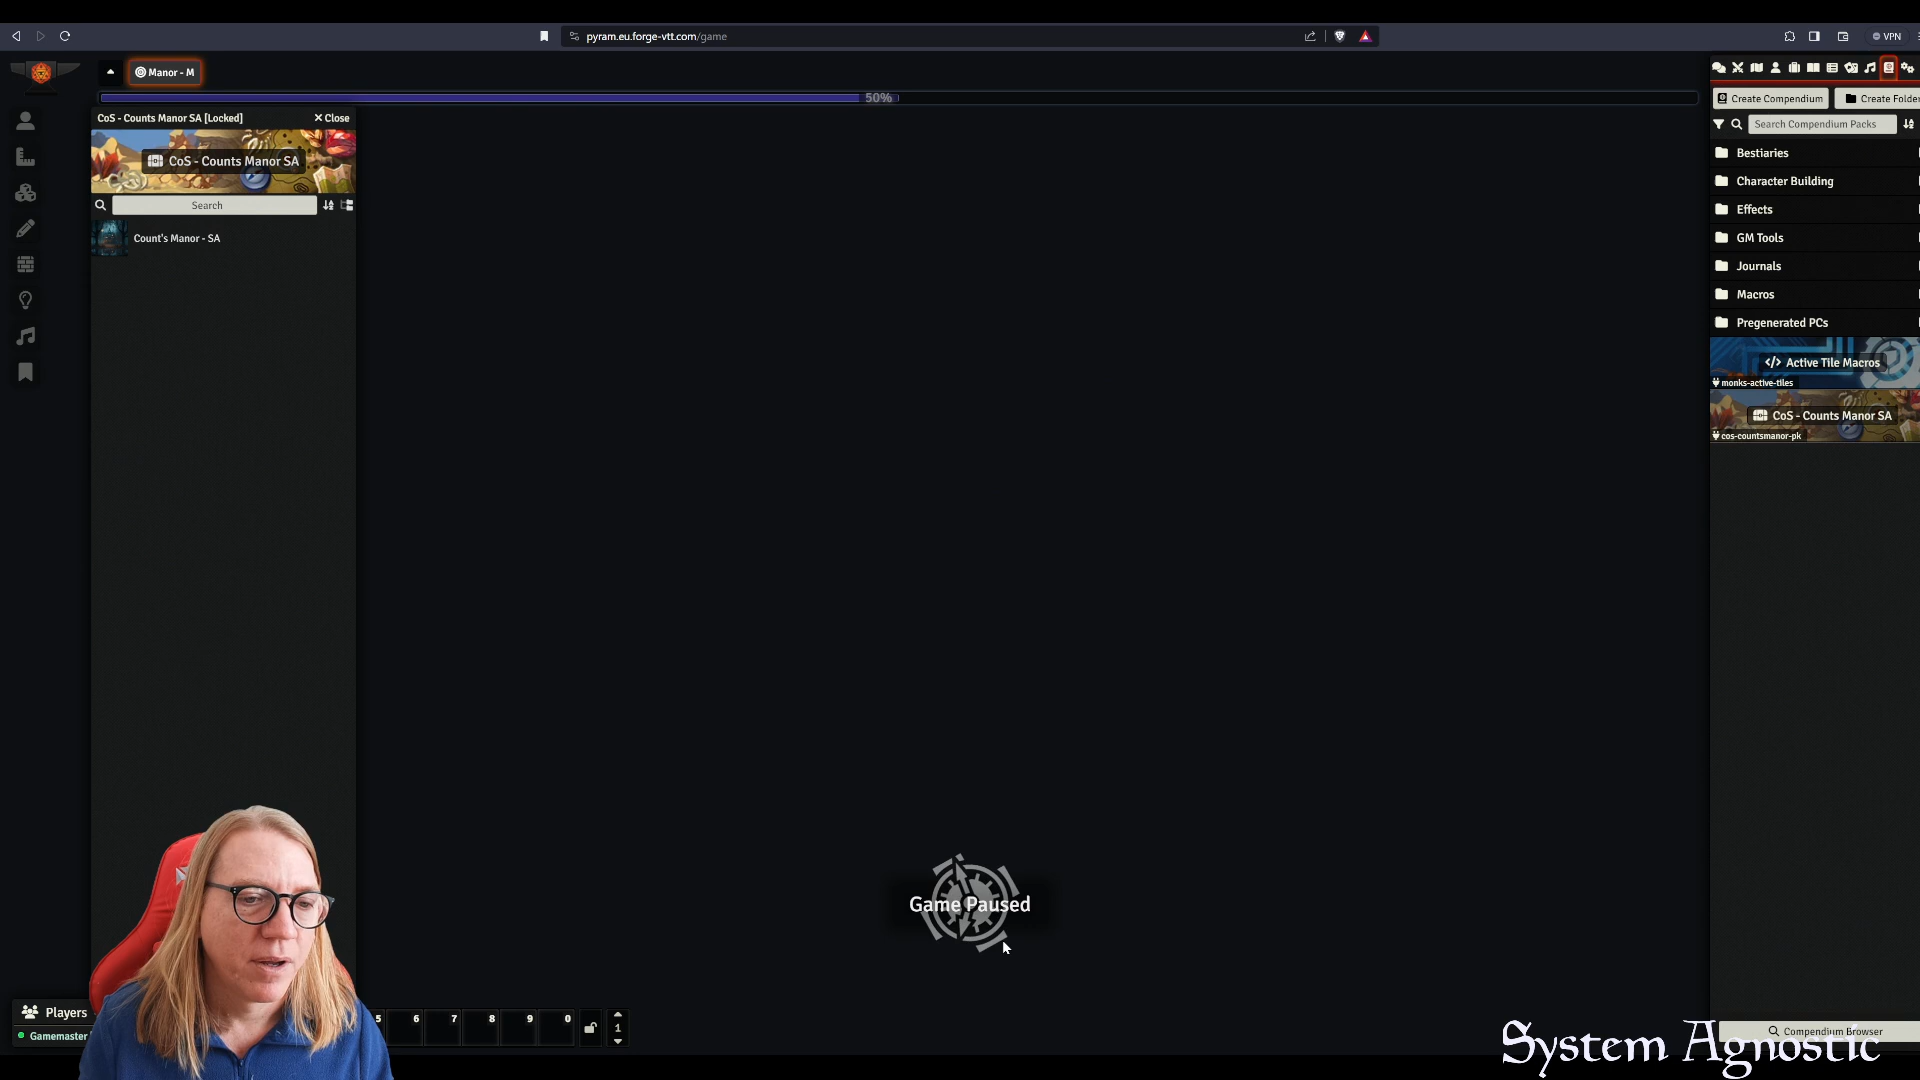 pyram.eu.forge-vtt.com/game
VPN
Manor - M
50%
CoS - Counts Manor SA [Locked]
Close
CoS - Counts Manor SA
Search
Count's Manor - SA
Create Compendium
Create Folder
Search Compendium Packs
Bestiaries
Character Building
Effects
GM Tools
Journals
Macros
Pregenerated PCs
Active Tile Macros
monks-active-tiles
CoS - Counts Manor SA
cos-countsmanor-pk
Game Paused
Players
Gamemaster
5 6 7 8 9 0
1
Compendium Browser
System Agnostic